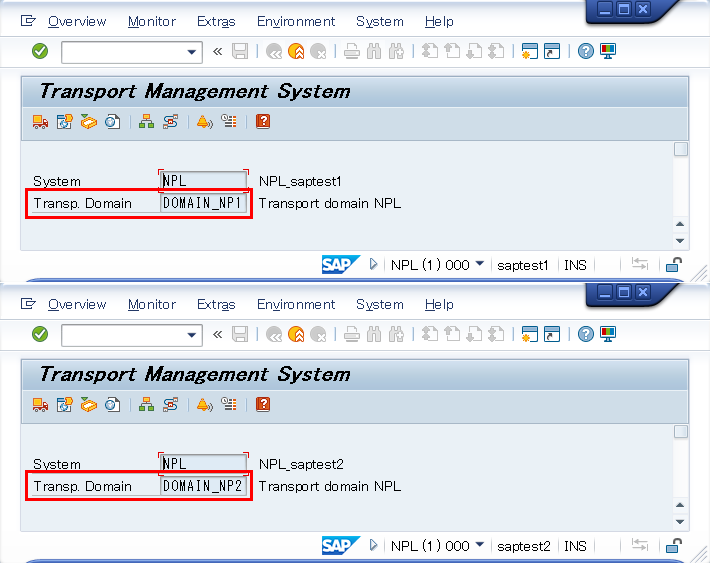 Overview Monitor Extras Environment System Help
Transport Management System
System NPL NPL_saptest1
Transp. Domain DOMAIN_NP1 Transport domain NPL
SAP NPL (1) 000 saptest1 INS
Overview Monitor Extras Environment System Help
Transport Management System
System NPL NPL_saptest2
Transp. Domain DOMAIN_NP2 Transport domain NPL
SAP NPL (1) 000 saptest2 INS